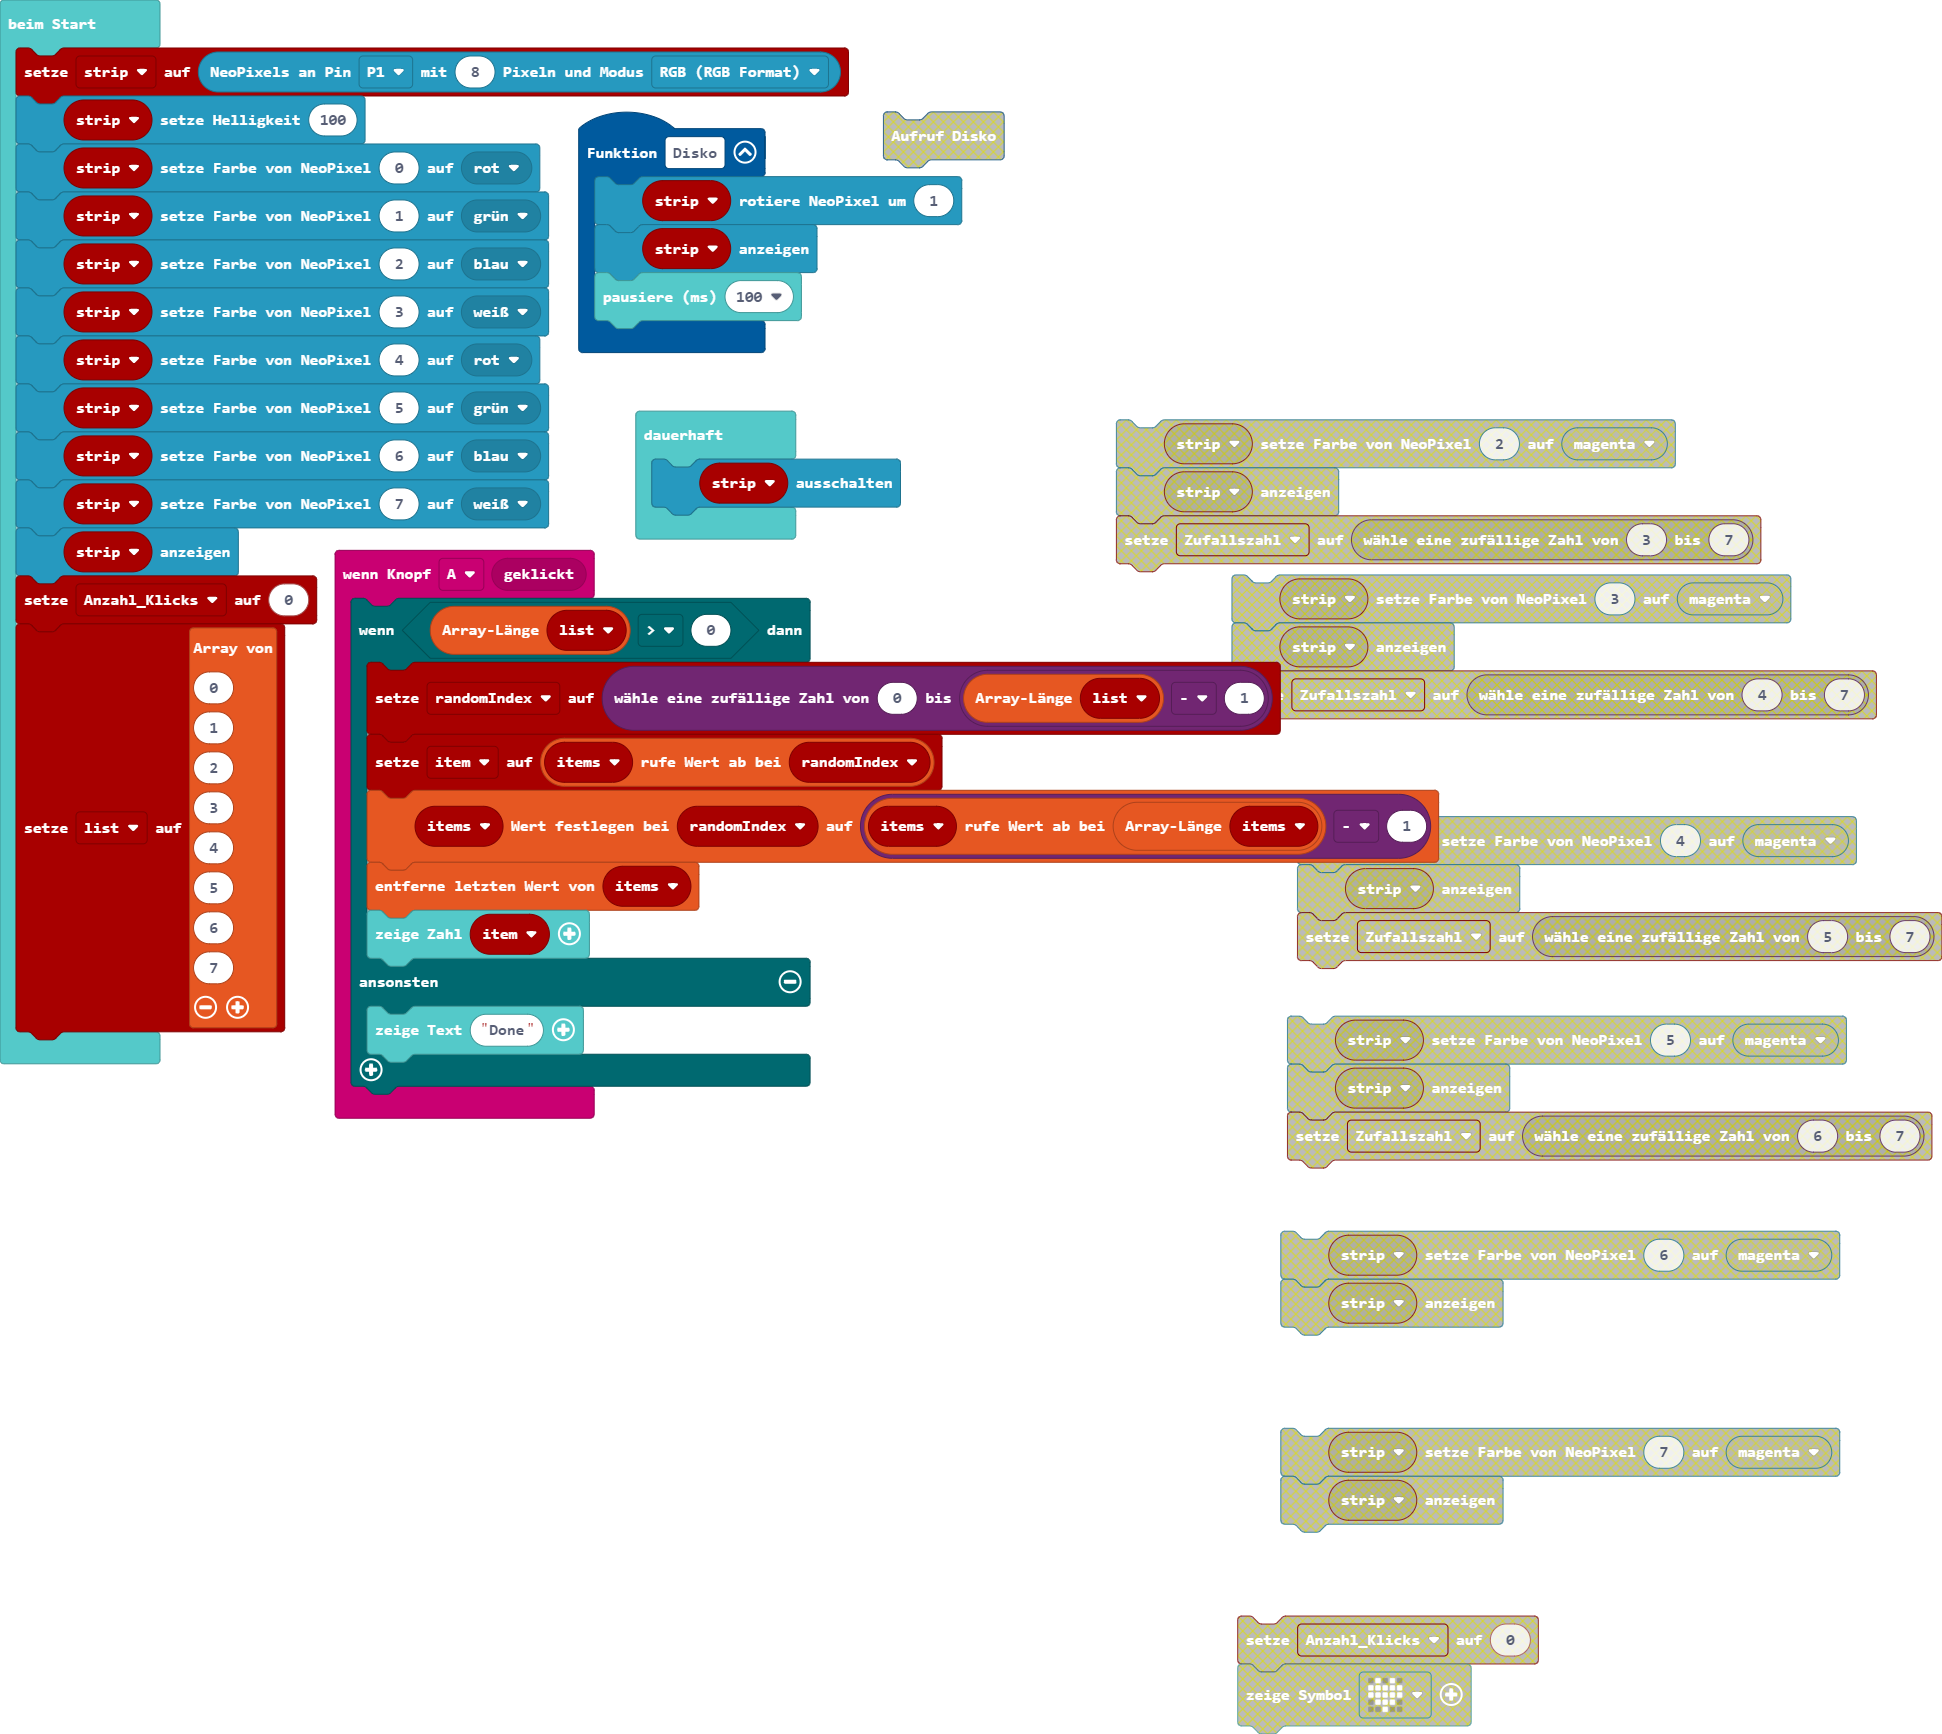 beim Start
setze strip auf NeoPixels an Pin P1 mit 8 Pixeln und Modus RGB (RGB Format)
strip setze Helligkeit 100
strip setze Farbe von NeoPixel 0 auf rot
strip setze Farbe von NeoPixel 1 auf grün
strip setze Farbe von NeoPixel 2 auf blau
strip setze Farbe von NeoPixel 3 auf weiß
strip setze Farbe von NeoPixel 4 auf rot
strip setze Farbe von NeoPixel 5 auf grün
strip setze Farbe von NeoPixel 6 auf blau
strip setze Farbe von NeoPixel 7 auf weiß
strip anzeigen
setze Anzahl_Klicks auf 0
setze list auf Array von
0
1
2
3
4
5
6
7
Funktion Disko
strip rotiere NeoPixel um 1
strip anzeigen
pausiere (ms) 100
Aufruf Disko
dauerhaft
strip ausschalten
wenn Knopf A geklickt
wenn Array-Länge list > 0 dann
setze randomIndex auf wähle eine zufällige Zahl von 0 bis Array-Länge list - 1
setze item auf items rufe Wert ab bei randomIndex
items Wert festlegen bei randomIndex auf items rufe Wert ab bei Array-Länge items - 1
entferne letzten Wert von items
zeige Zahl item
ansonsten
zeige Text "Done"
strip setze Farbe von NeoPixel 2 auf magenta
strip anzeigen
setze Zufallszahl auf wähle eine zufällige Zahl von 3 bis 7
strip setze Farbe von NeoPixel 3 auf magenta
strip anzeigen
Zufallszahl auf wähle eine zufällige Zahl von 4 bis 7
setze Farbe von NeoPixel 4 auf magenta
strip anzeigen
setze Zufallszahl auf wähle eine zufällige Zahl von 5 bis 7
strip setze Farbe von NeoPixel 5 auf magenta
strip anzeigen
setze Zufallszahl auf wähle eine zufällige Zahl von 6 bis 7
strip setze Farbe von NeoPixel 6 auf magenta
strip anzeigen
strip setze Farbe von NeoPixel 7 auf magenta
strip anzeigen
setze Anzahl_Klicks auf 0
zeige Symbol